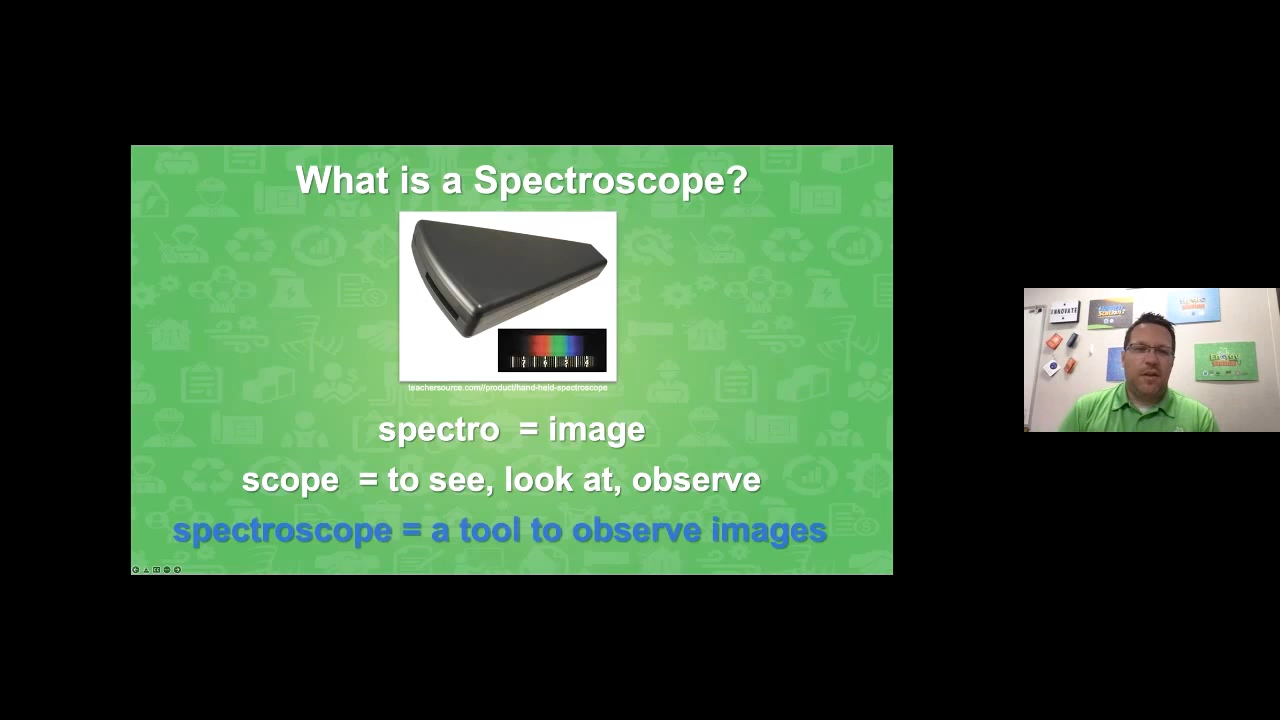 What is a Spectroscope?
teachersource.com//product/hand-held-spectroscope
spectro = image
scope = to see, look at, observe
spectroscope = a tool to observe images
INNOVATE